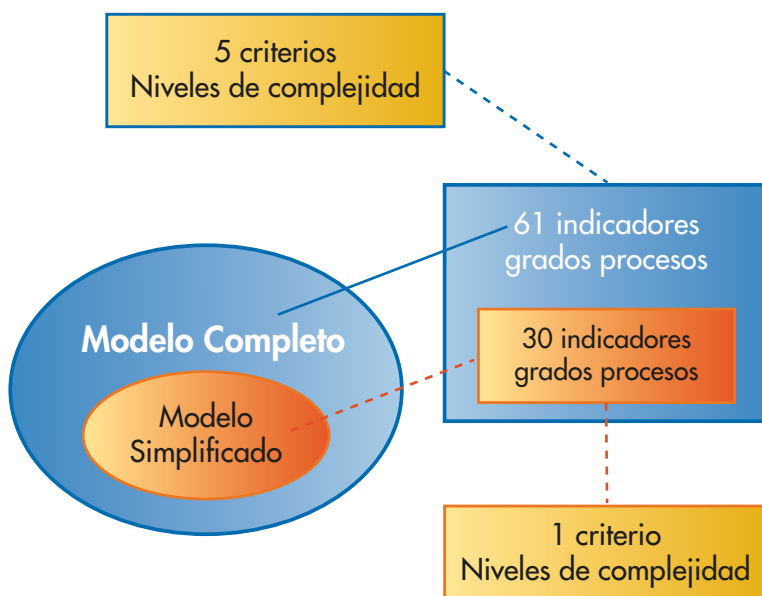 5 criterios
Niveles de complejidad
61 indicadores
grados procesos
Modelo Completo
30 indicadores
grados procesos
Modelo
Simplificado
1 criterio
Niveles de compejidad